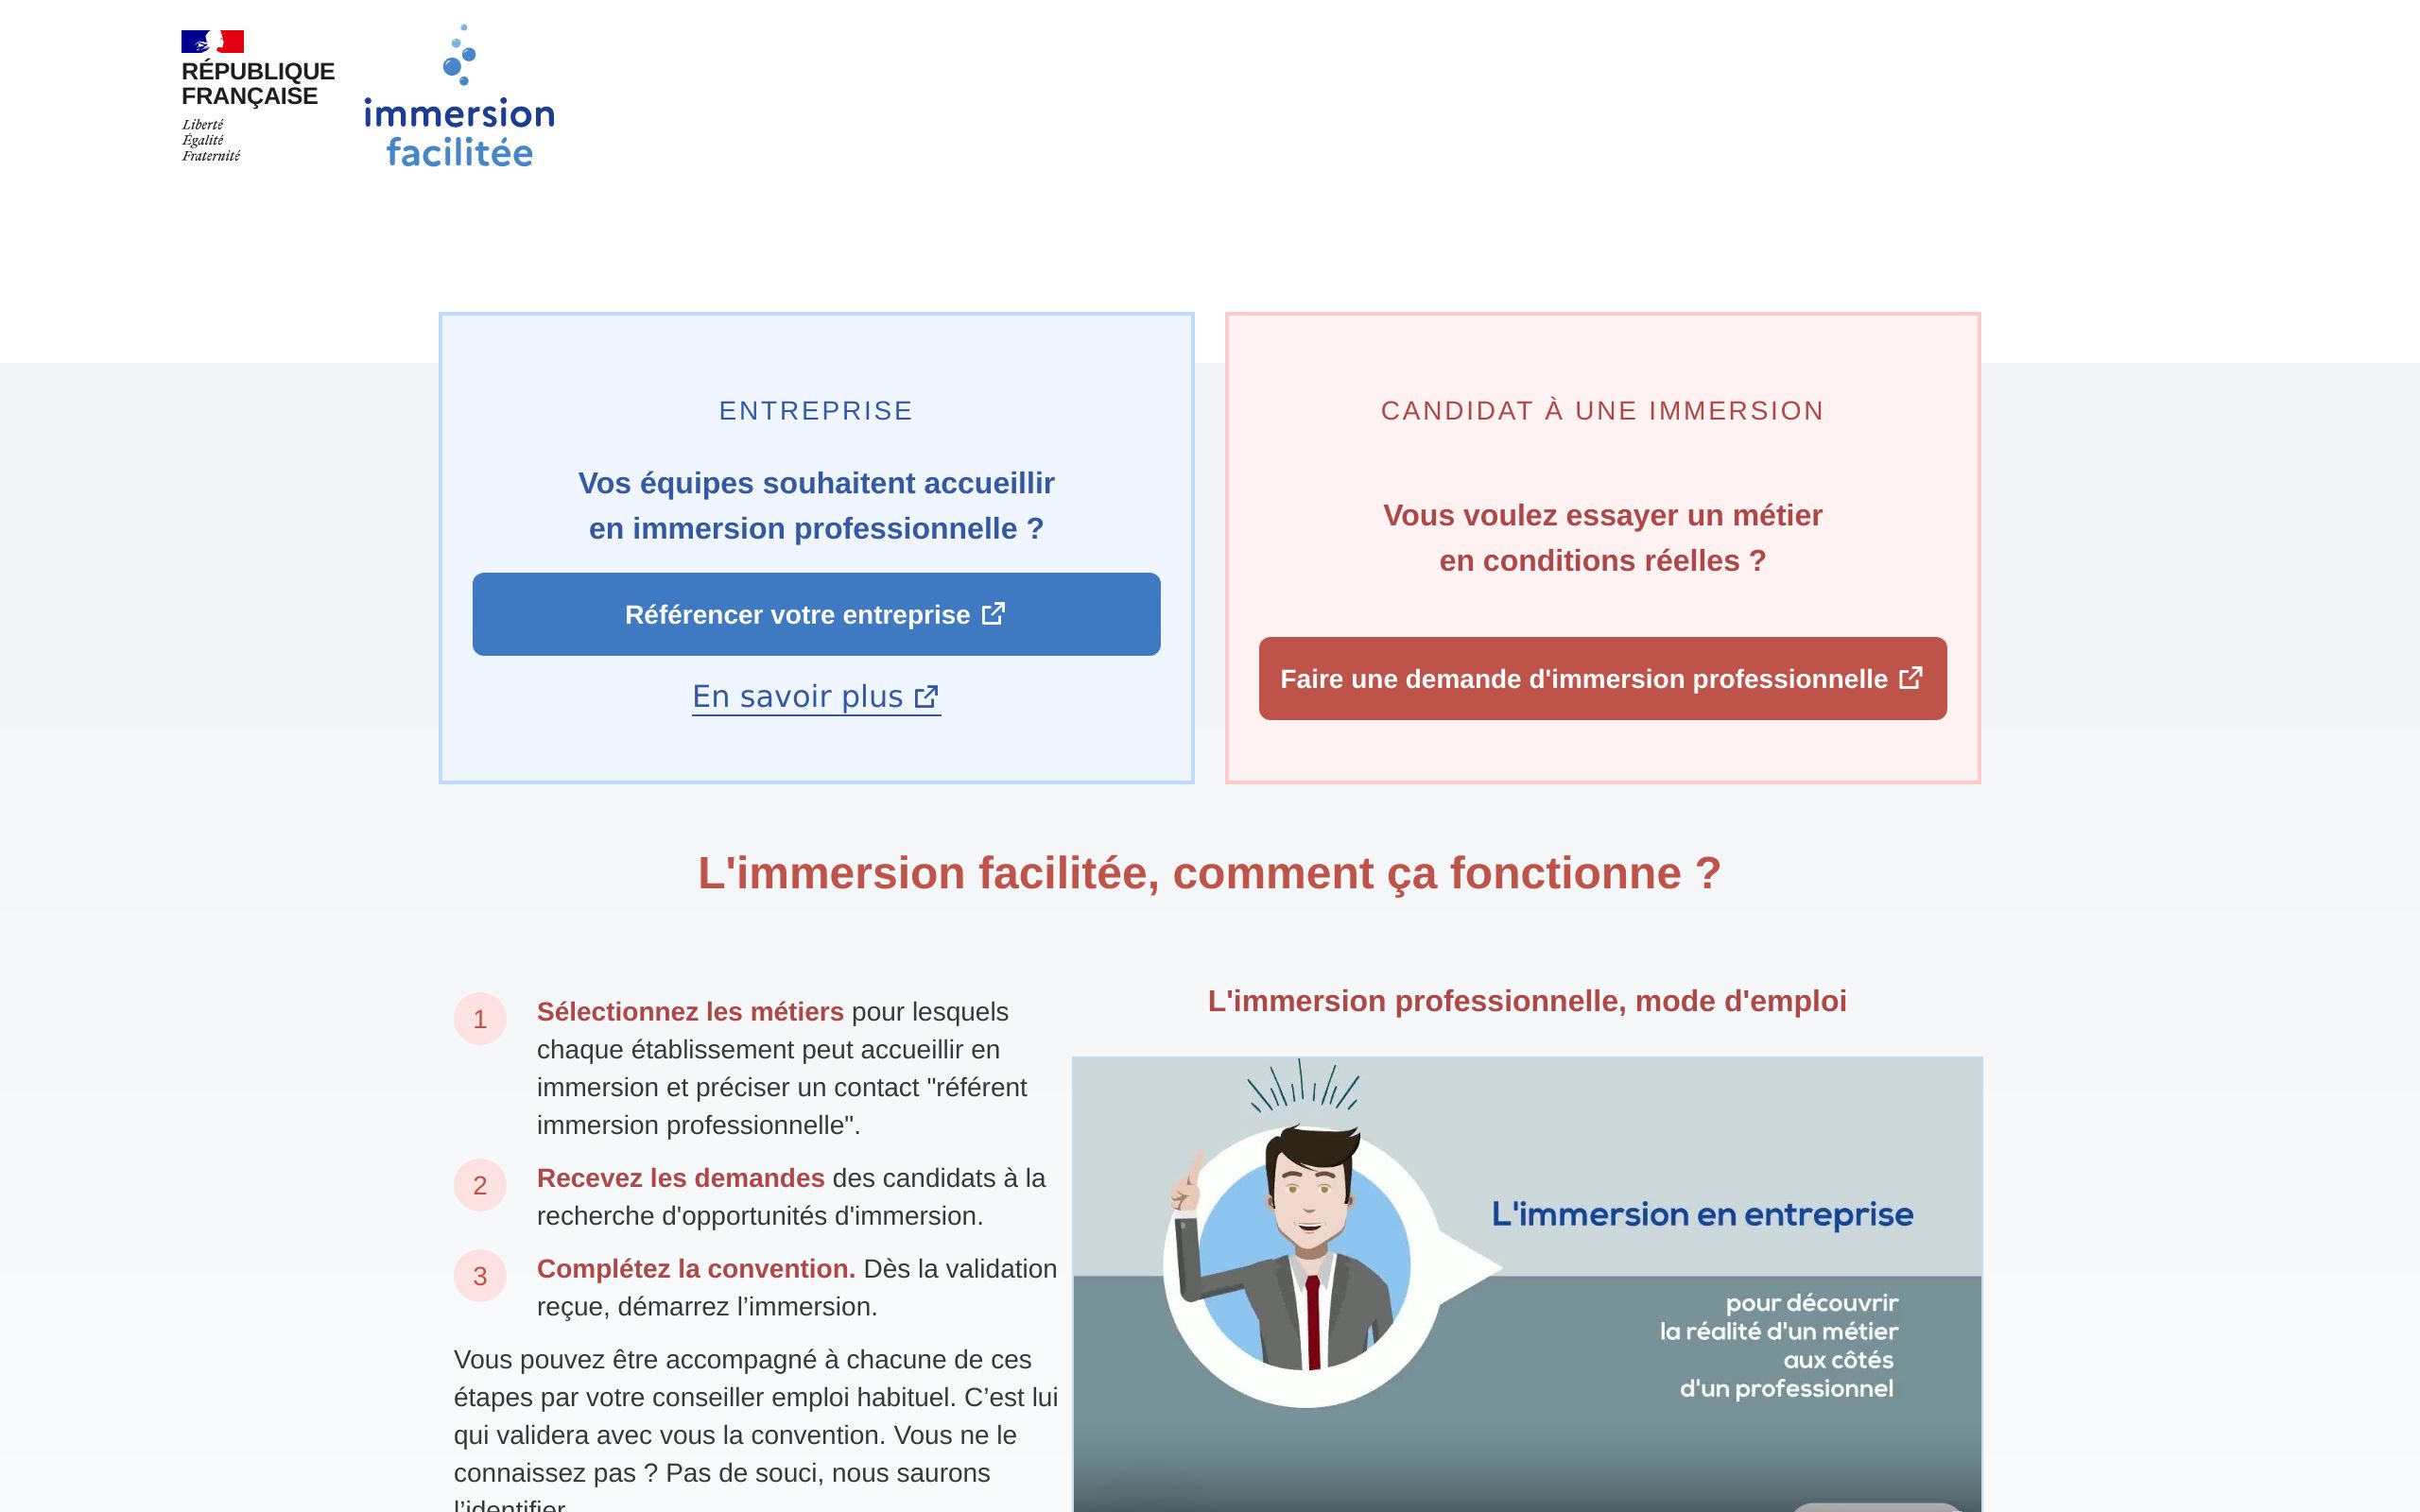 RÉPUBLIQUE
FRANÇAISE
Liberté
Égalité
Fraternité
immersion
facilitée
ENTREPRISE
Vos équipes souhaitent accueillir
en immersion professionnelle ?
Référencer votre entreprise
En savoir plus
CANDIDAT À UNE IMMERSION
Vous voulez essayer un métier
en conditions réelles ?
Faire une demande d'immersion professionnelle
L'immersion facilitée, comment ça fonctionne ?
1
Sélectionnez les métiers pour lesquels
chaque établissement peut accueillir en
immersion et préciser un contact "référent
immersion professionnelle".
2
Recevez les demandes des candidats à la
recherche d'opportunités d'immersion.
3
Complétez la convention. Dès la validation
reçue, démarrez l’immersion.
Vous pouvez être accompagné à chacune de ces
étapes par votre conseiller emploi habituel. C’est lui
qui validera avec vous la convention. Vous ne le
connaissez pas ? Pas de souci, nous saurons
l’identifier
L'immersion professionnelle, mode d'emploi
L'immersion en entreprise
pour découvrir
la réalité d'un métier
aux côtés
d'un professionnel